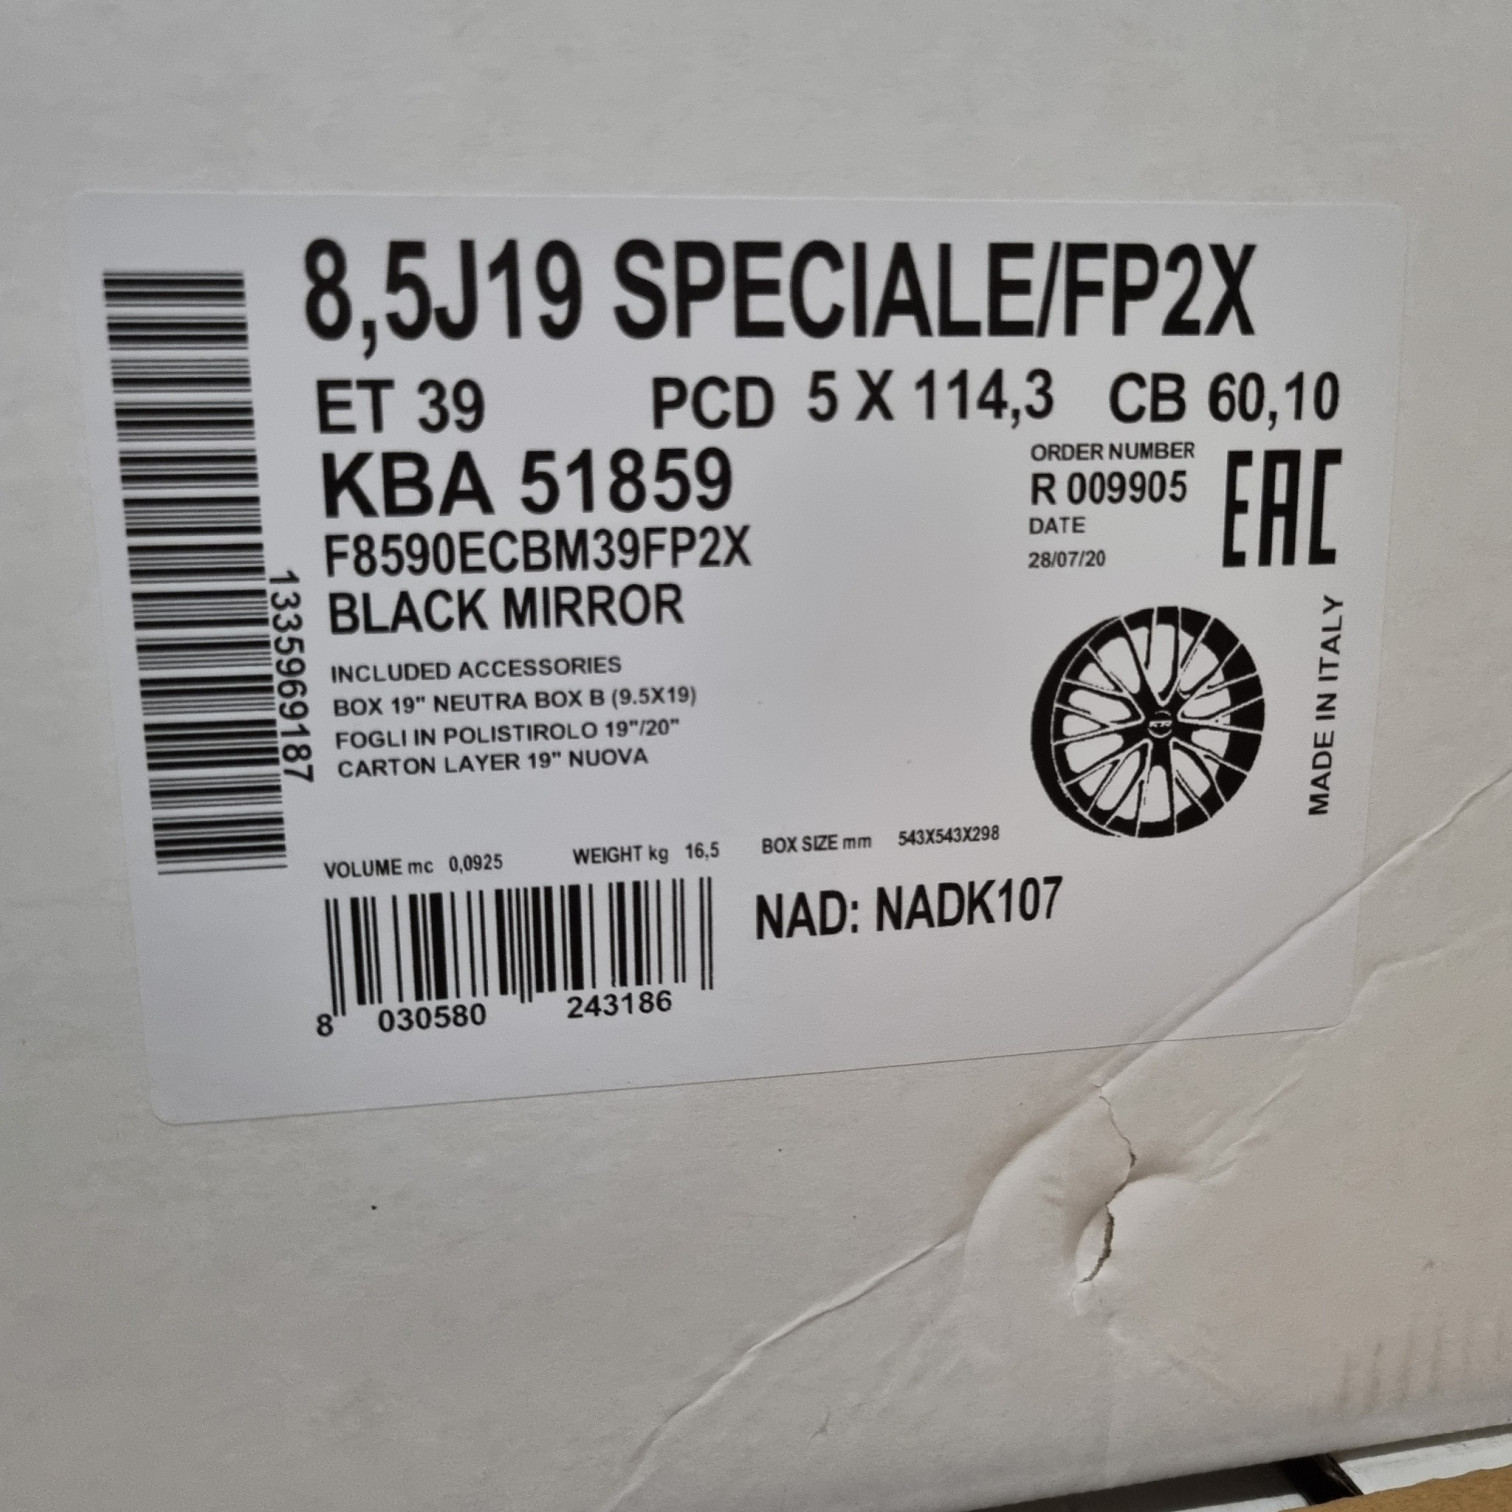 8,5J19 SPECIALE/FP2X
ET 39 PCD 5 X 114,3 CB 60,10
KBA 51859
F8590ECBM39FP2X
BLACK MIRROR
ORDER NUMBER
R 009905
DATE
28/07/20
EAC
INCLUDED ACCESSORIES
BOX 19" NEUTRA BOX B (9.5X19)
FOGLI IN POLISTIROLO 19"/20"
CARTON LAYER 19" NUOVA
1335969187
MADE IN ITALY
VOLUME mc 0,0925 WEIGHT kg 16,5 BOX SIZE mm 543X543X298
NAD: NADK107
8 030580 243186